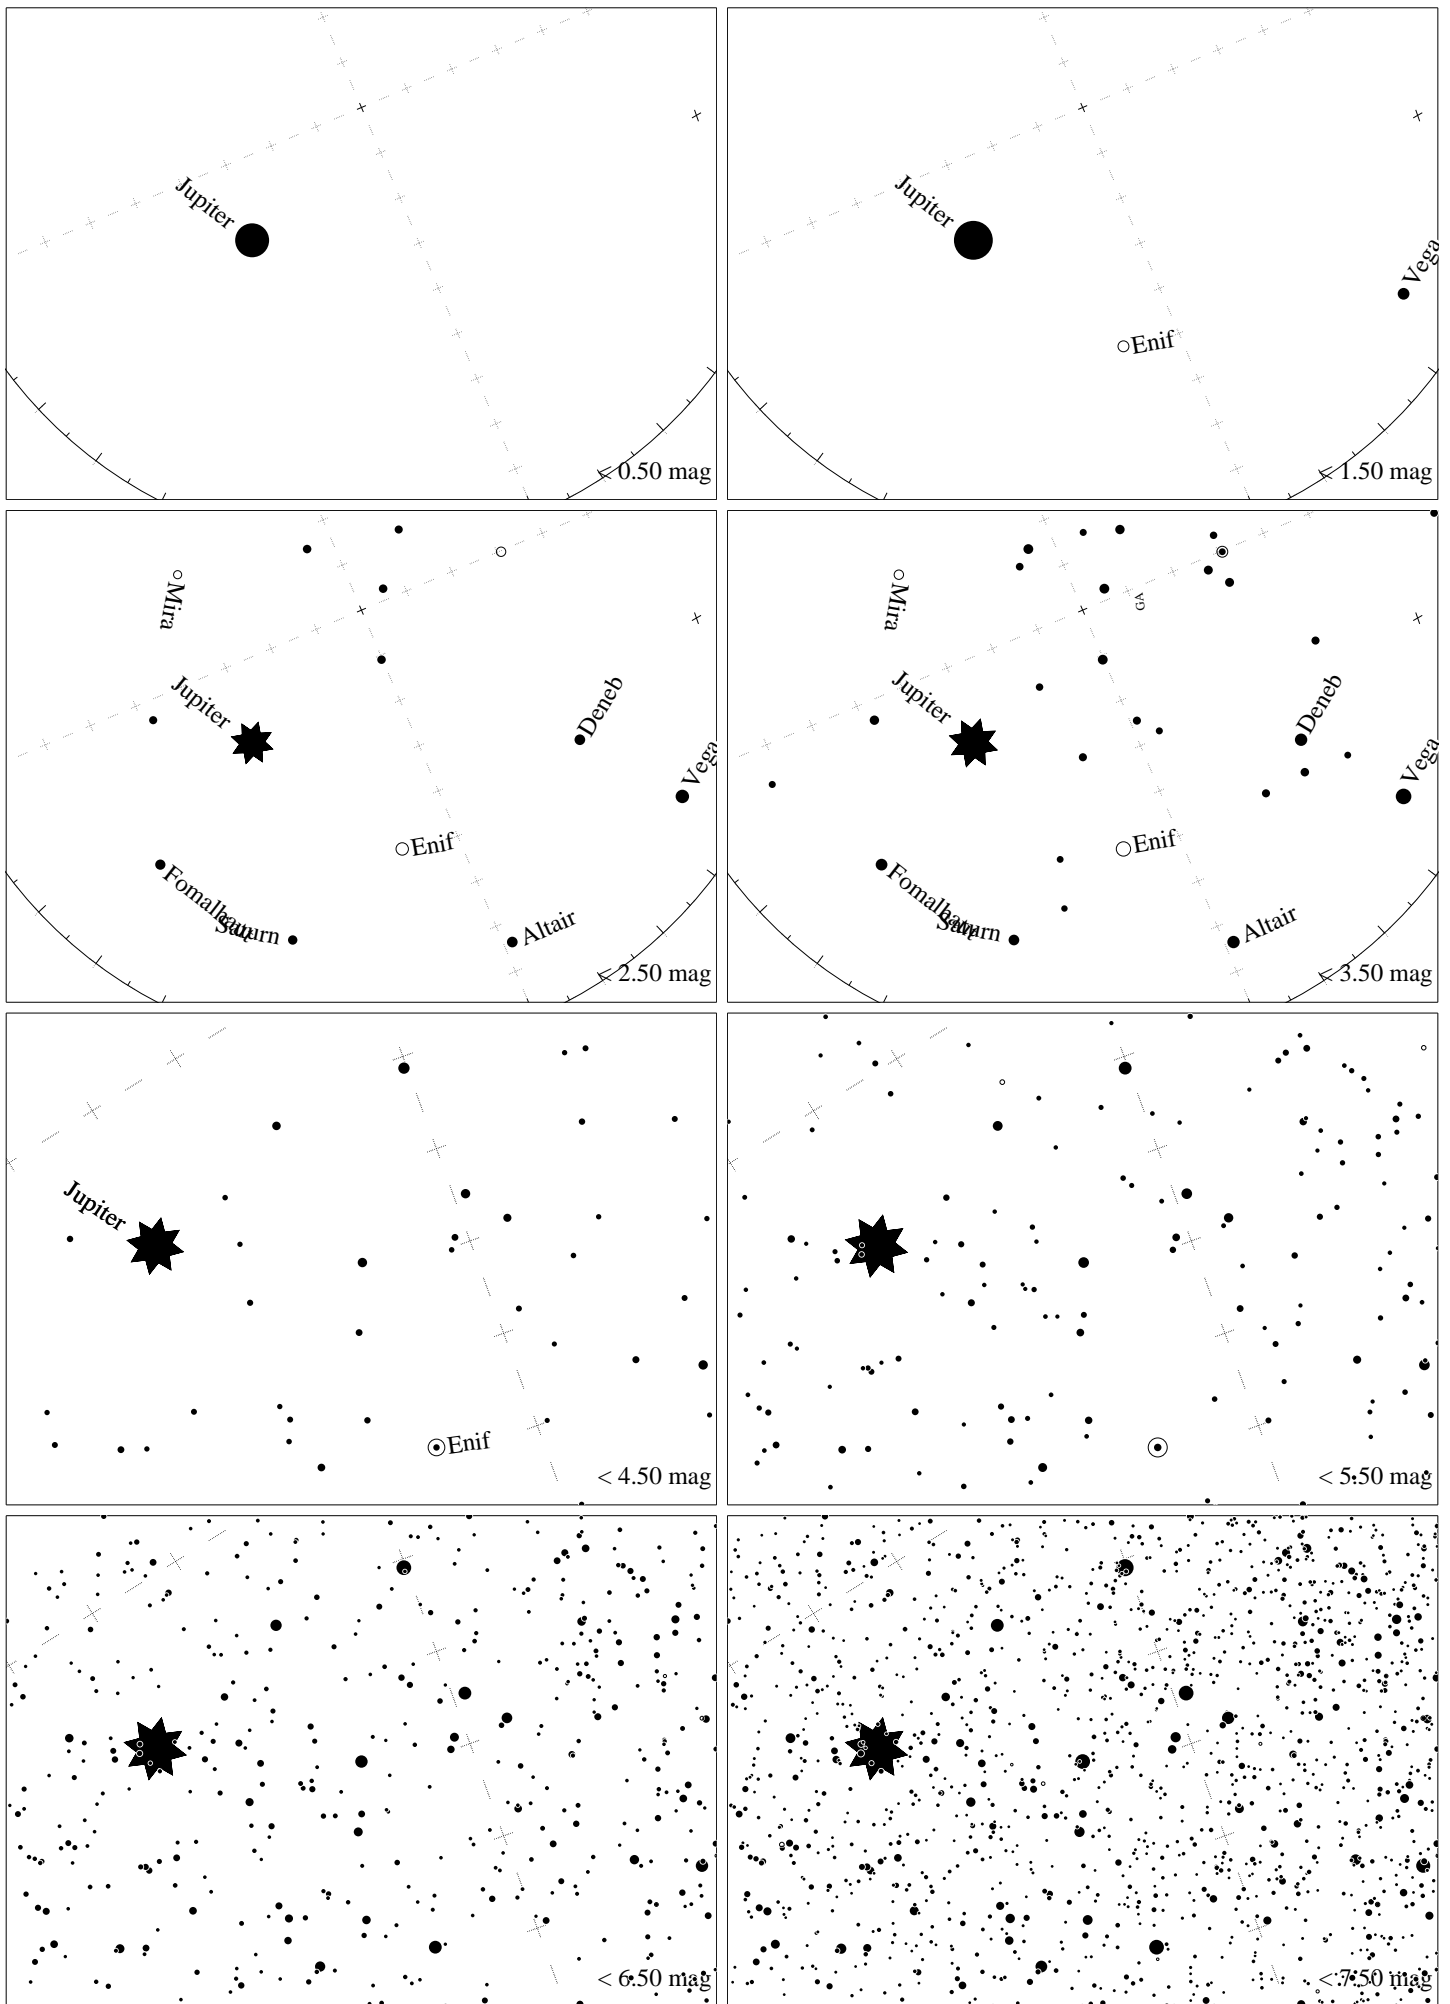 Jupiter
< 0.50 mag
Jupiter
Vega
Enif
< 1.50 mag
Mira
Jupiter
Deneb
Vega
Enif
Fomalhaut
Saturn
Altair
< 2.50 mag
Mira
GA
Jupiter
Deneb
Vega
Enif
Fomalhaut
Saturn
Altair
< 3.50 mag
Jupiter
Enif
< 4.50 mag
< 5.50 mag
< 6.50 mag
< 7.50 mag